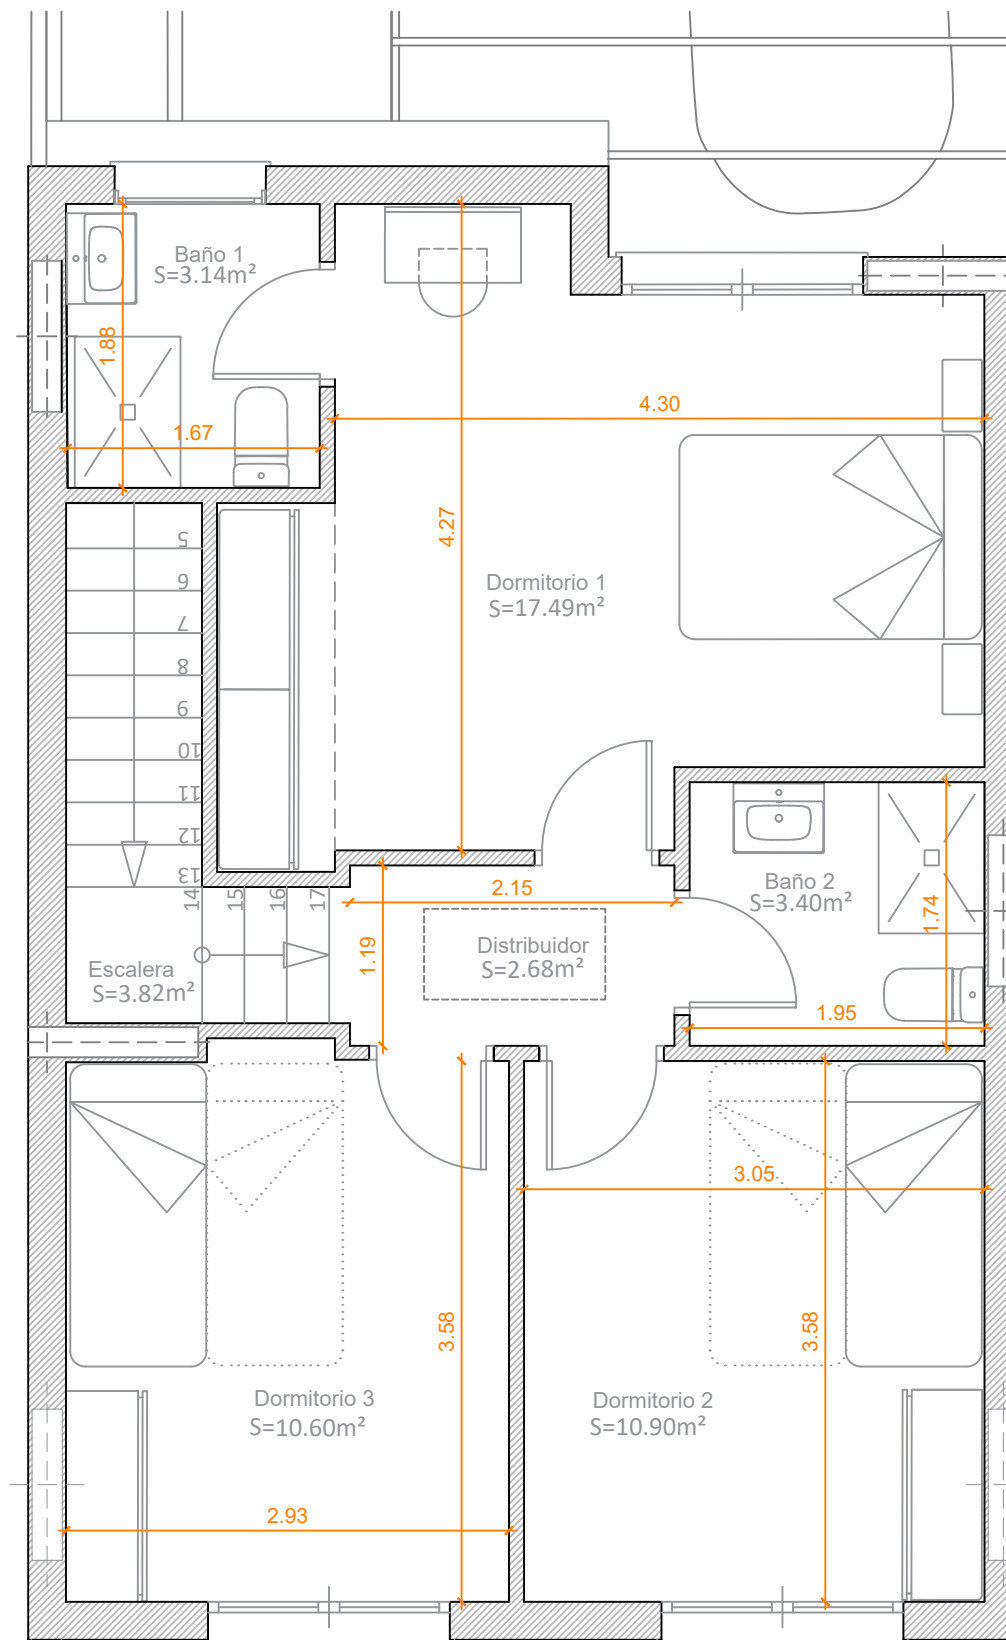 Baño 1
S=3.14m²
1.88
1.67
4.30
4.27
Dormitorio 1
S=17.49m²
5
6
7
8
9
10
11
12
13
14
15
16
17
Escalera
S=3.82m²
2.15
1.19
Distribuidor
S=2.68m²
Baño 2
S=3.40m²
1.74
1.95
3.05
3.58
3.58
Dormitorio 3
S=10.60m²
Dormitorio 2
S=10.90m²
2.93